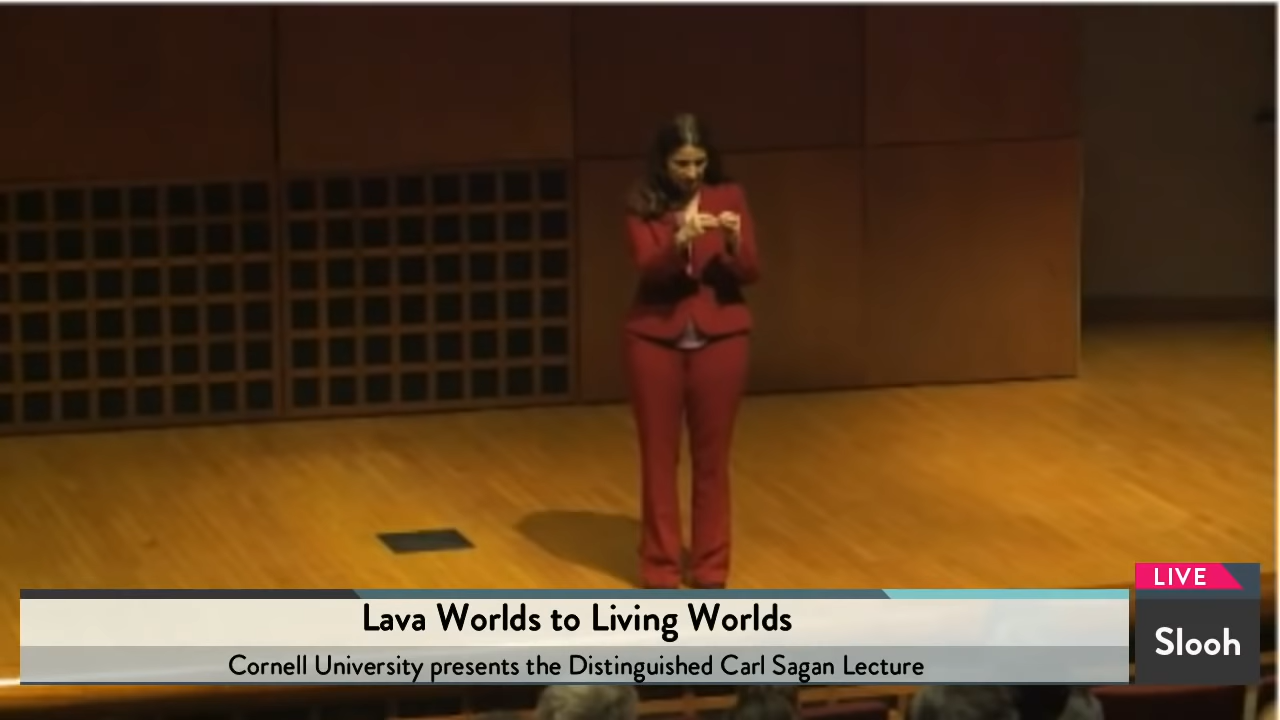 Lava Worlds to Living Worlds
Cornell University presents the Distinguished Carl Sagan Lecture
LIVE
Slooh